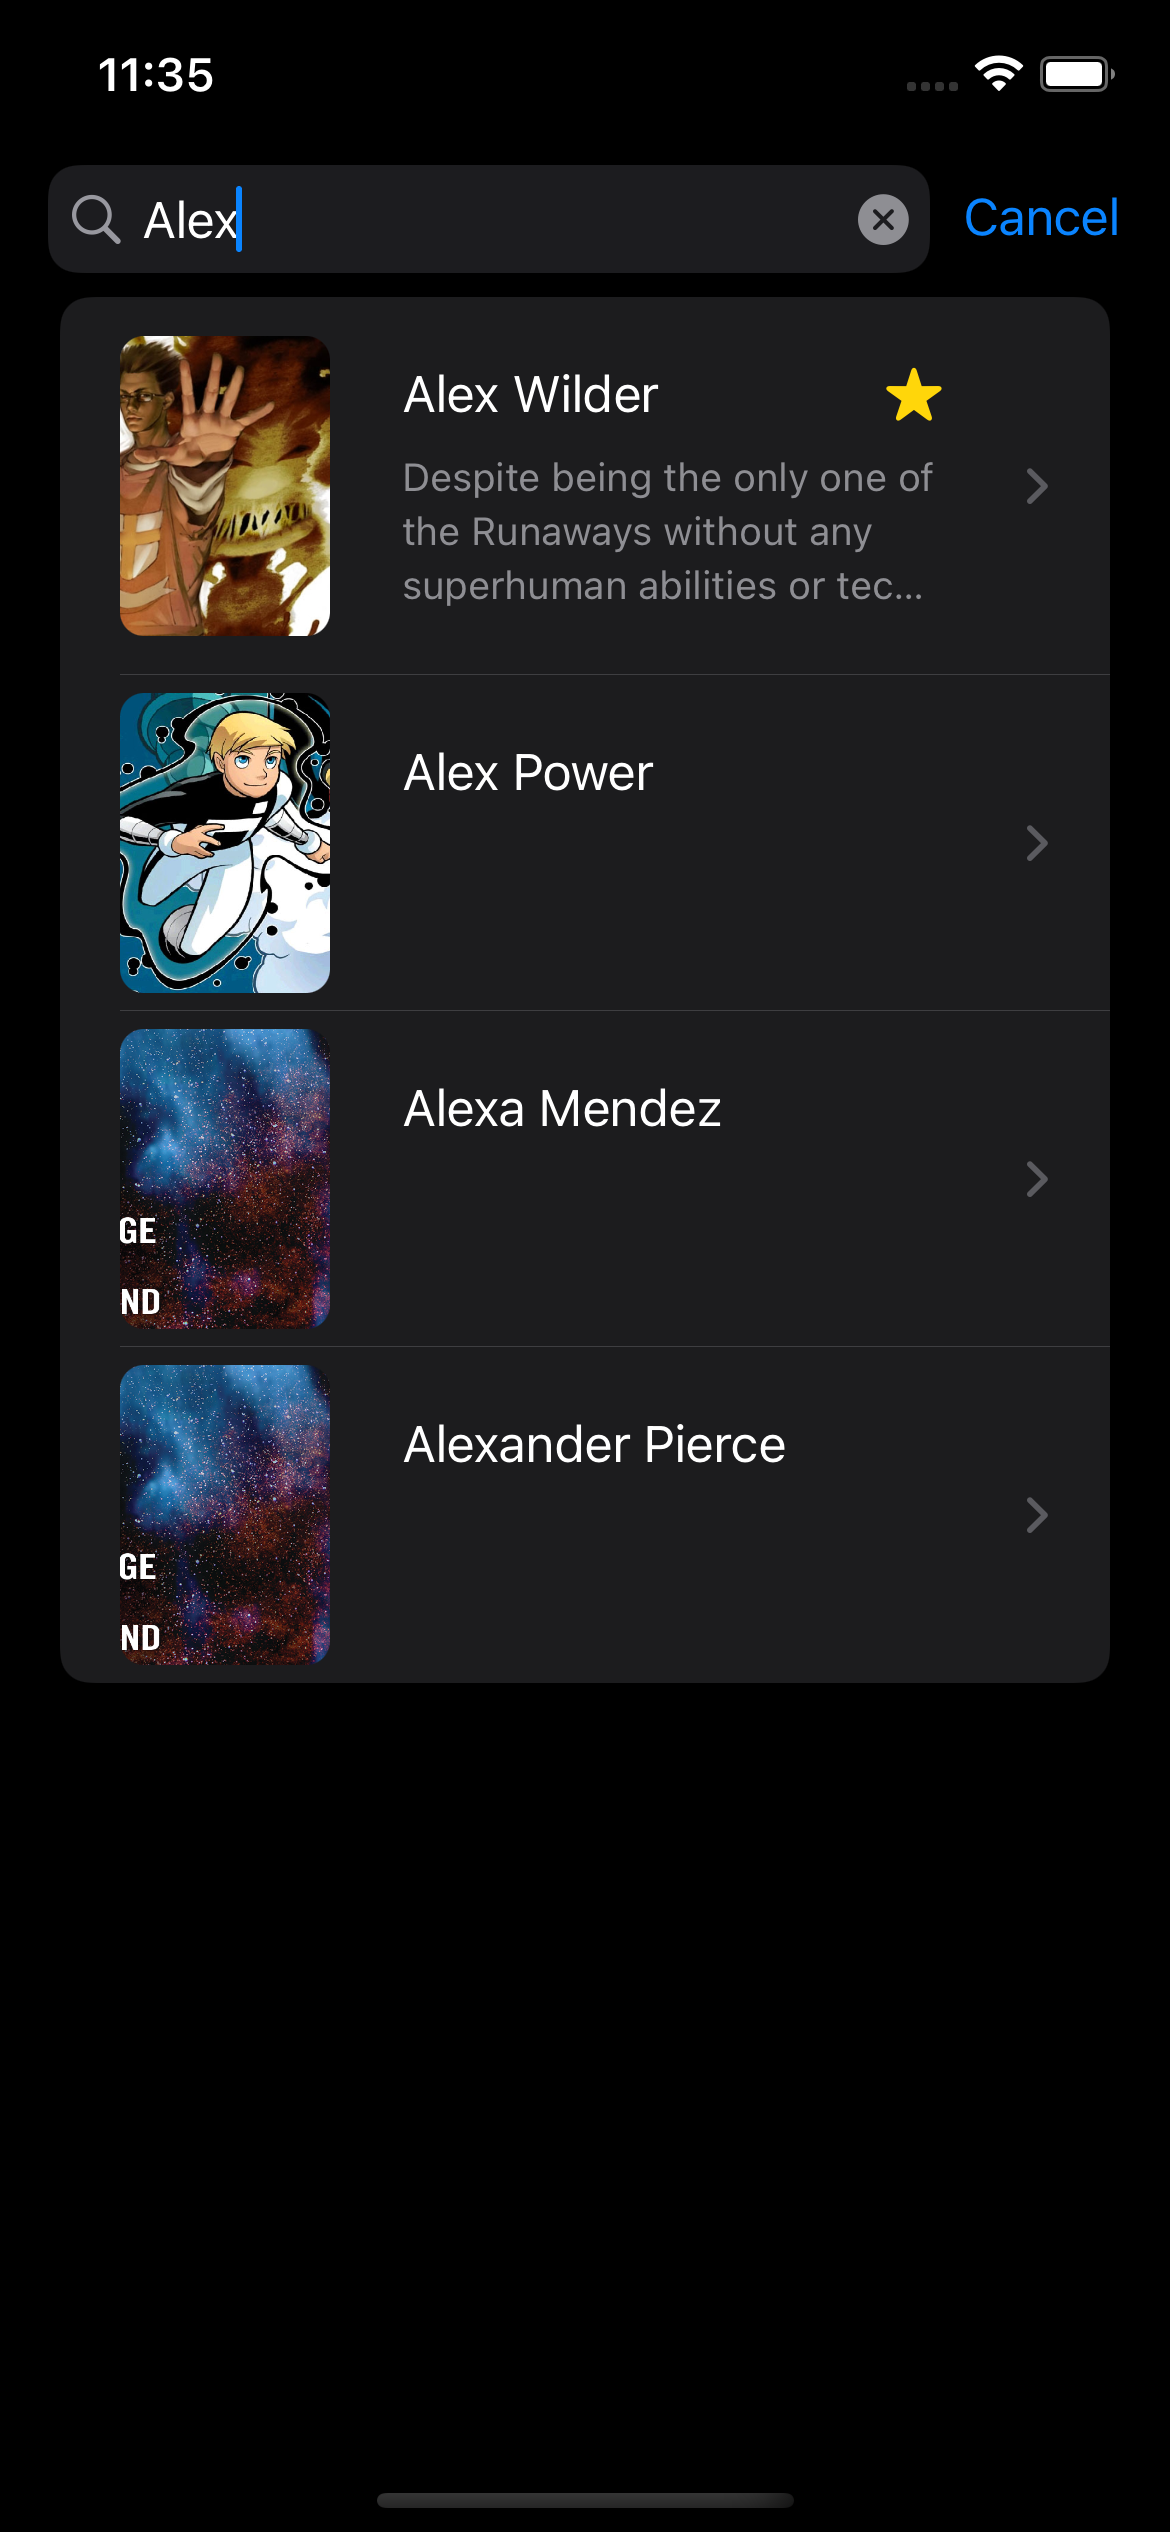 11:35
Alex
Cancel
Alex Wilder
Despite being the only one of
the Runaways without any
superhuman abilities or tec...
Alex Power
Alexa Mendez
GE
ND
Alexander Pierce
GE
ND